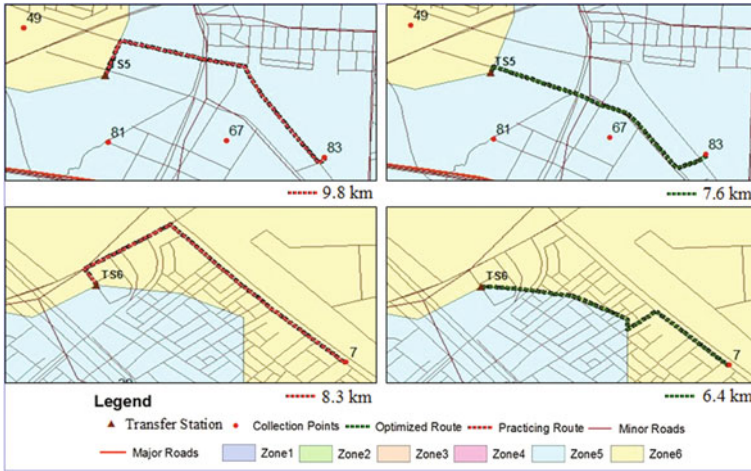 49
TS5
81
67
83
9.8 km
49
TS5
81
67
83
7.6 km
TS6
7
8.3 km
TS6
7
6.4 km
Legend
Transfer Station Collection Points Optimized Route Practicing Route Minor Roads
Major Roads Zone1 Zone2 Zone3 Zone4 Zone5 Zone6